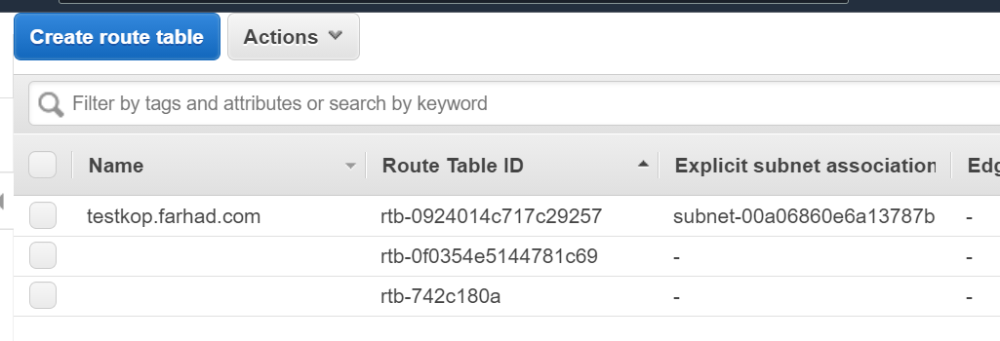 Create route table Actions
Filter by tags and attributes or search by keyword
Name Route Table ID Explicit subnet association
testkop.farhad.com rtb-0924014c717c29257 subnet-00a06860e6a13787b -
rtb-0f0354e5144781c69 - -
rtb-742c180a - -